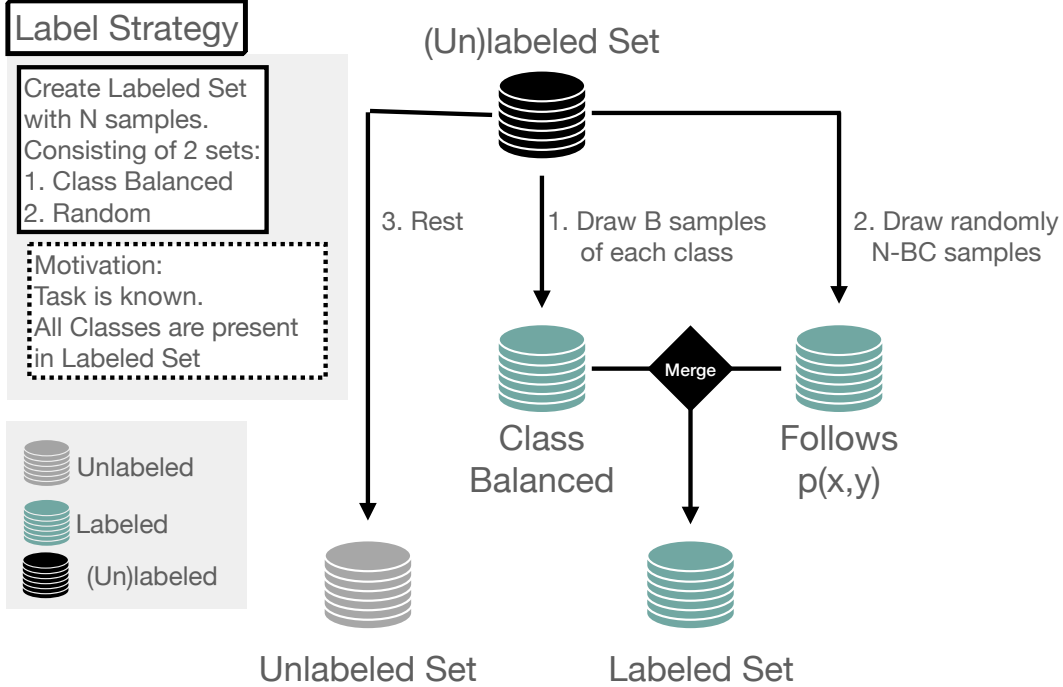 Label Strategy
Create Labeled Set
with N samples.
Consisting of 2 sets:
1. Class Balanced
2. Random
Motivation:
Task is known.
All Classes are present
in Labeled Set
Unlabeled
Labeled
(Un)labeled
(Un)labeled Set
3. Rest
1. Draw B samples
of each class
2. Draw randomly
N-BC samples
Merge
Class
Balanced
Follows
p(x,y)
Unlabeled Set
Labeled Set